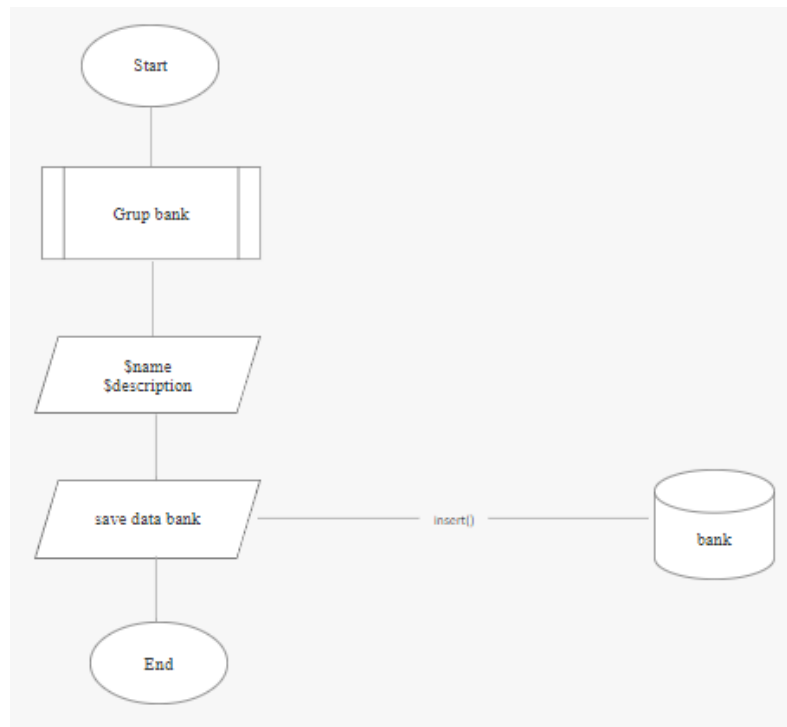 Start
Grup bank
$name
$description
save data bank
insert()
bank
End